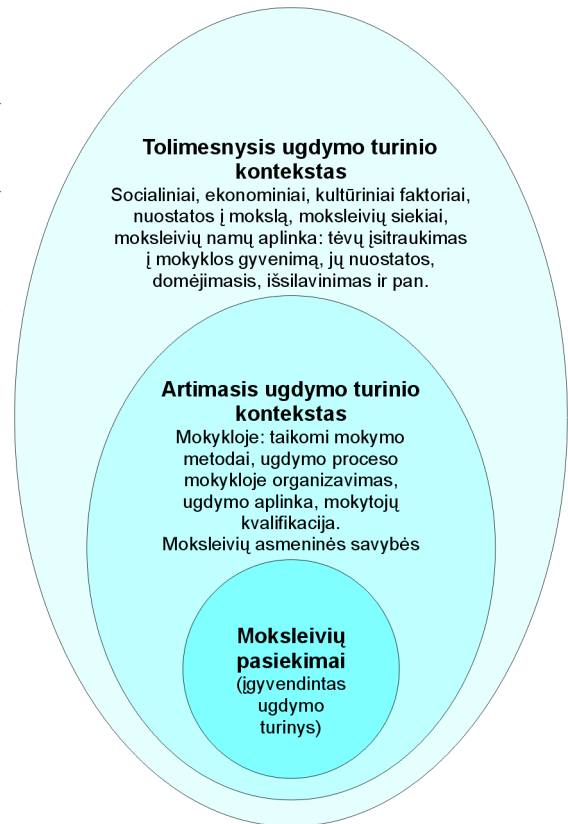 Tolimesnysis ugdymo turinio
kontekstas
Socialiniai, ekonominiai, kultūriniai faktoriai,
nuostatos į mokslą, moksleivių siekiai,
moksleivių namų aplinka: tėvų įsitraukimas
į mokyklos gyvenimą, jų nuostatos,
domėjimasis, išsilavinimas ir pan.
Artimasis ugdymo turinio
kontekstas
Mokykloje: taikomi mokymo
metodai, ugdymo proceso
mokykloje organizavimas,
ugdymo aplinka, mokytojų
kvalifikacija.
Moksleivių asmeninės savybės
Moksleivių
pasiekimai
(įgyvendintas
ugdymo
turinys)